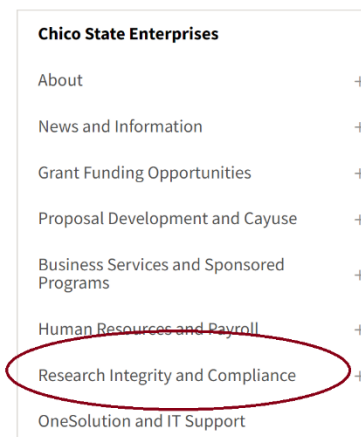 Chico State Enterprises
About +
News and Information +
Grant Funding Opportunities +
Proposal Development and Cayuse +
Business Services and Sponsored
Programs +
Human Resources and Payroll +
Research Integrity and Compliance +
OneSolution and IT Support